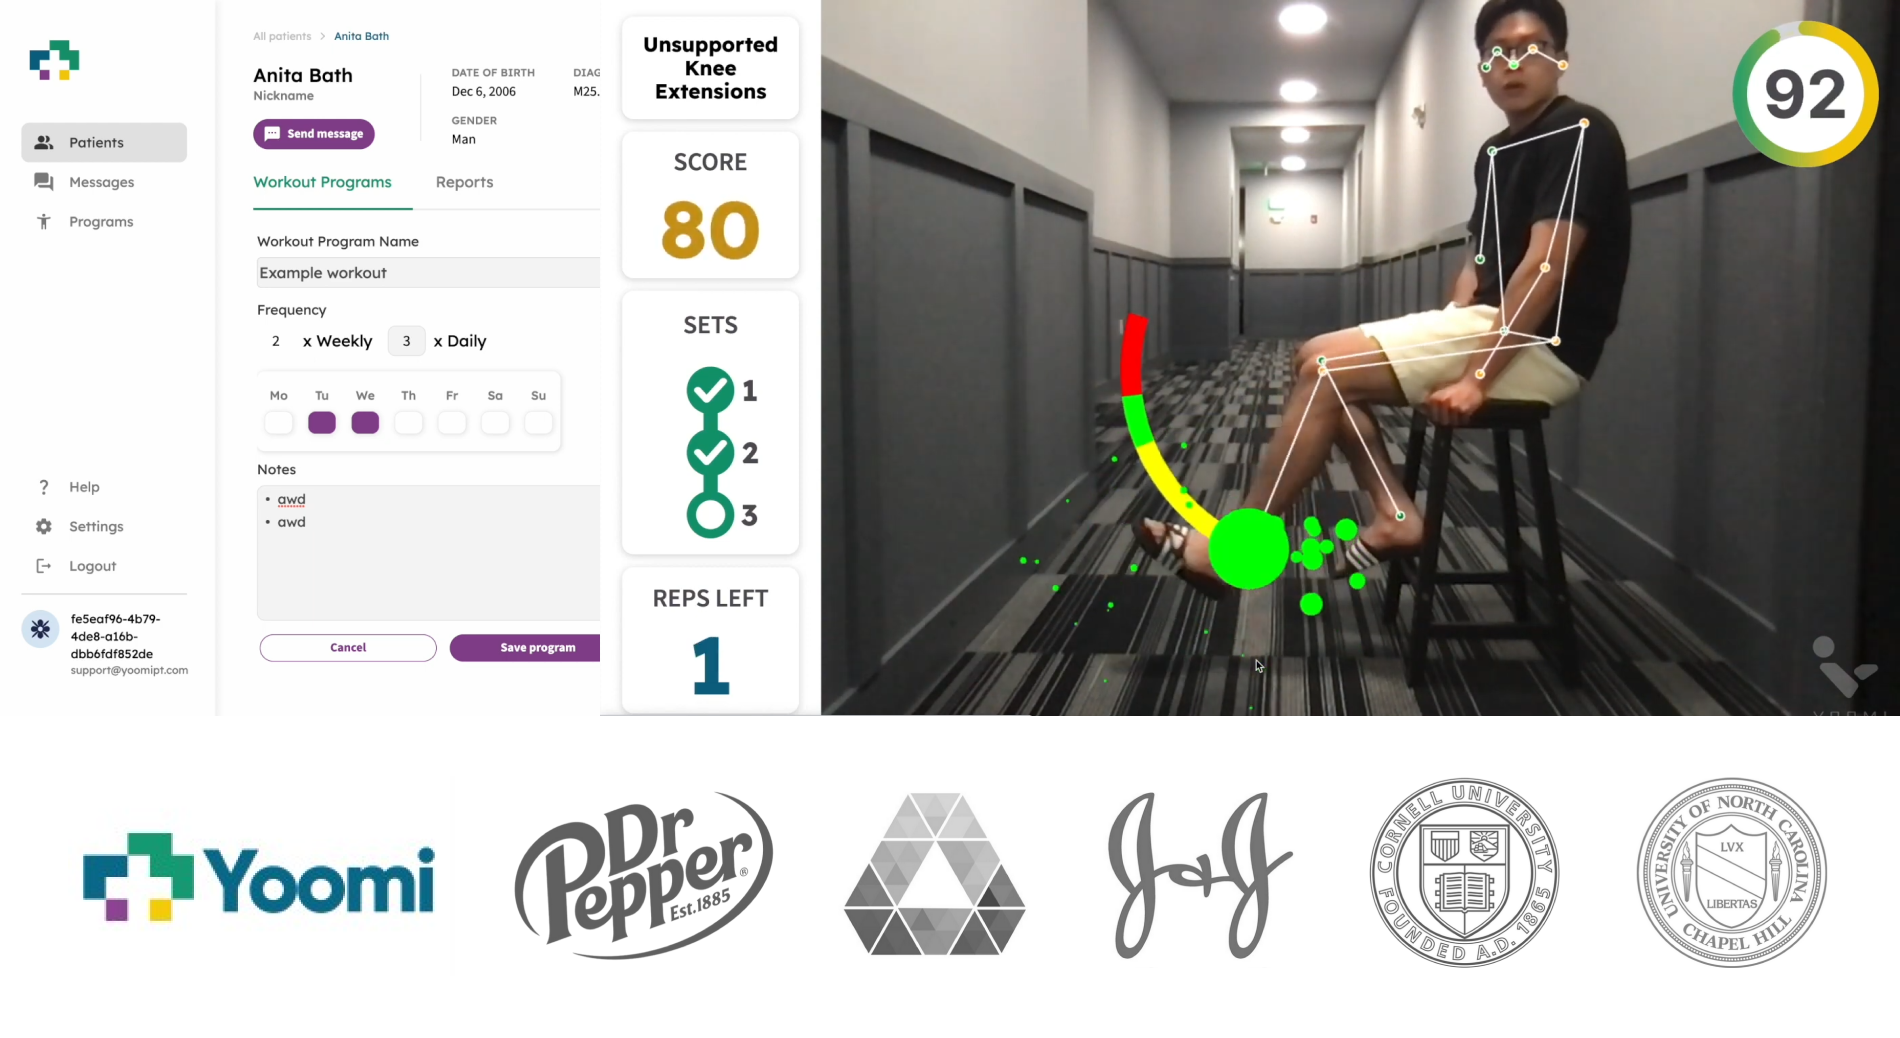 All patients > Anita Bath
Anita Bath
Nickname
Send message
DATE OF BIRTH
Dec 6, 2006
GENDER
Man
DIAG
M25.
Patients
Messages
Programs
Workout Programs
Reports
Workout Program Name
Example workout
Frequency
2 x Weekly 3 x Daily
Mo Tu We Th Fr Sa Su
Notes
• awd
• awd
Cancel
Save program
? Help
Settings
Logout
fe5eaf96-4b79-
4de8-a16b-
dbb6fdf852de
support@yoomipt.com
Unsupported
Knee
Extensions
SCORE
80
SETS
1
2
3
REPS LEFT
1
92
Yoomi
Dr
Pepper®
Est.1885
J&J
CORNELL UNIVERSITY
FOUNDED A.D. 1865
UNIVERSITY OF NORTH CAROLINA
LVX
LIBERTAS
CHAPEL HILL